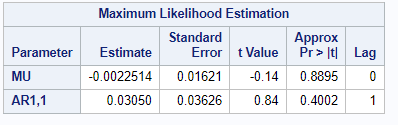 Maximum Likelihood Estimation
Parameter Estimate Standard Error t Value Approx Pr > |t| Lag
MU -0.0022514 0.01621 -0.14 0.8895 0
AR1,1 0.03050 0.03626 0.84 0.4002 1